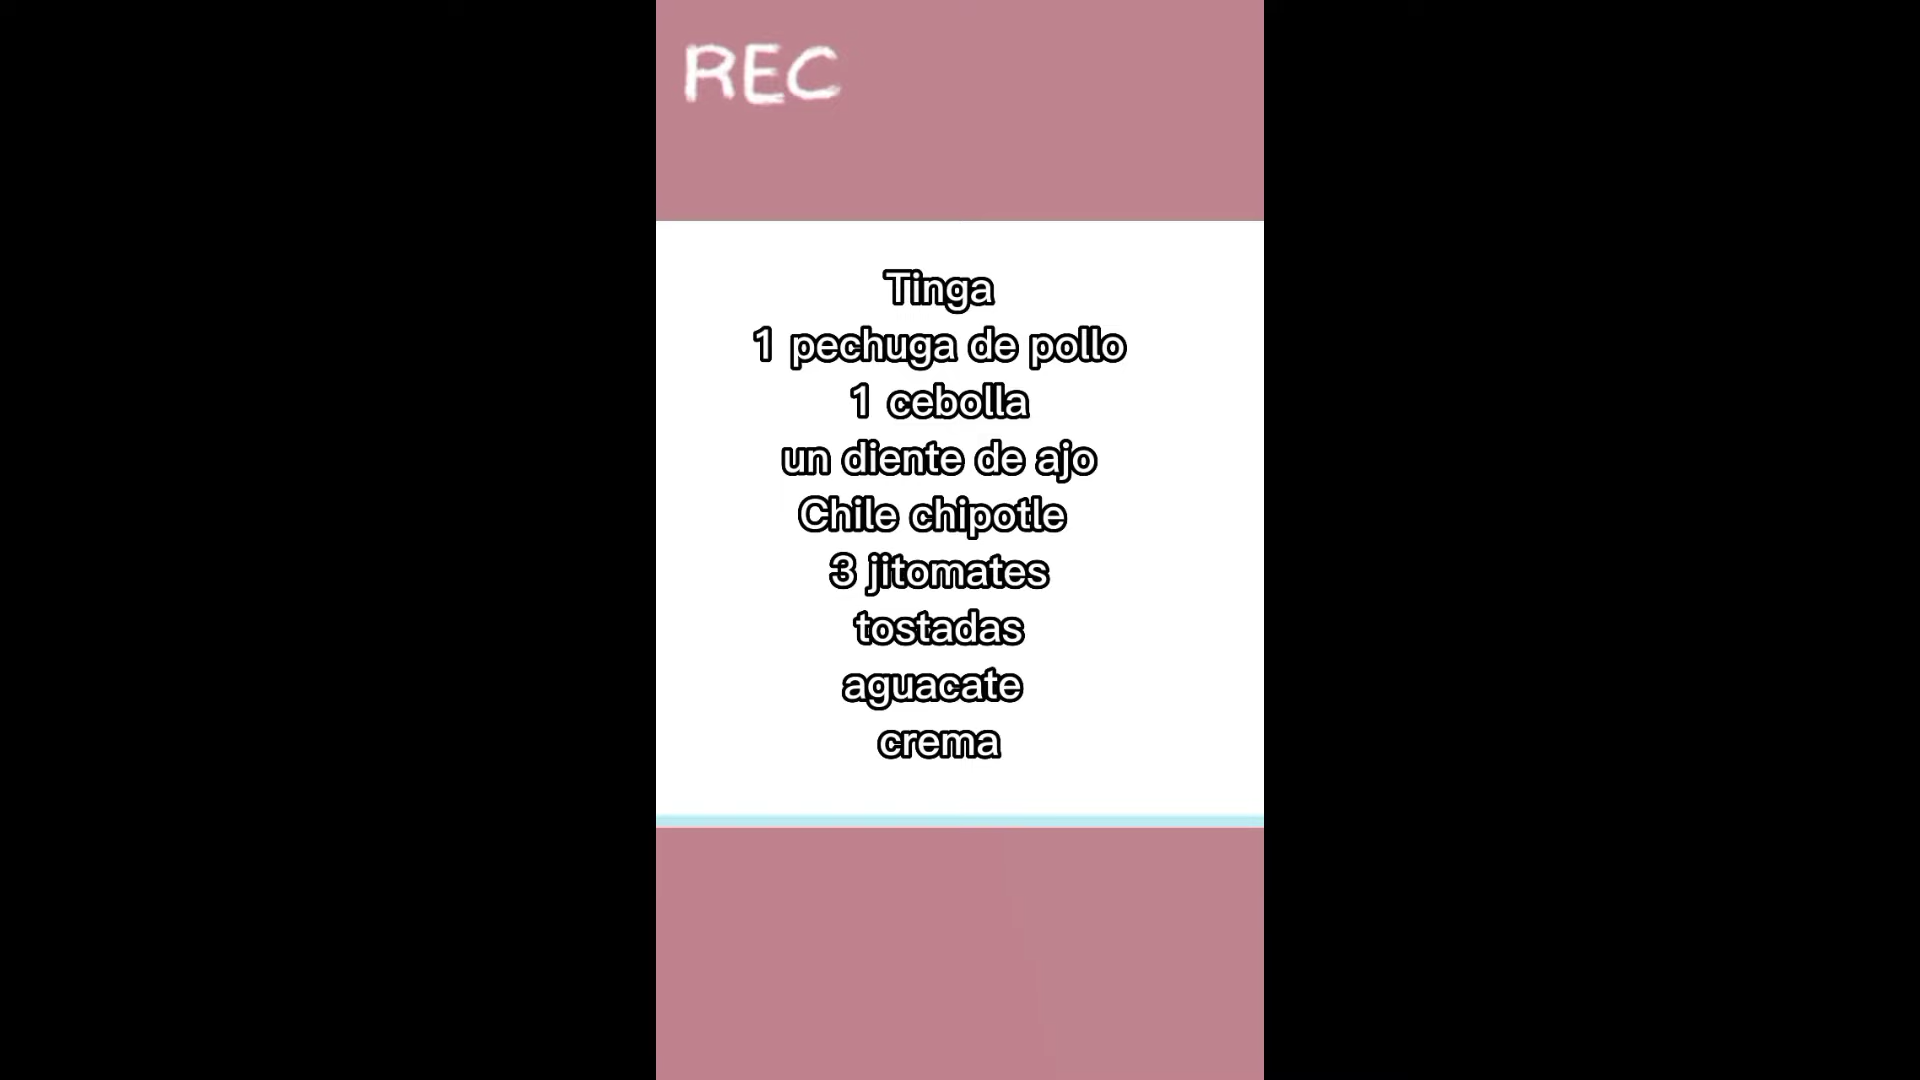 REC
Tinga
1 pechuga de pollo
1 cebolla
un diente de ajo
Chile chipotle
3 jitomates
tostadas
aguacate
crema